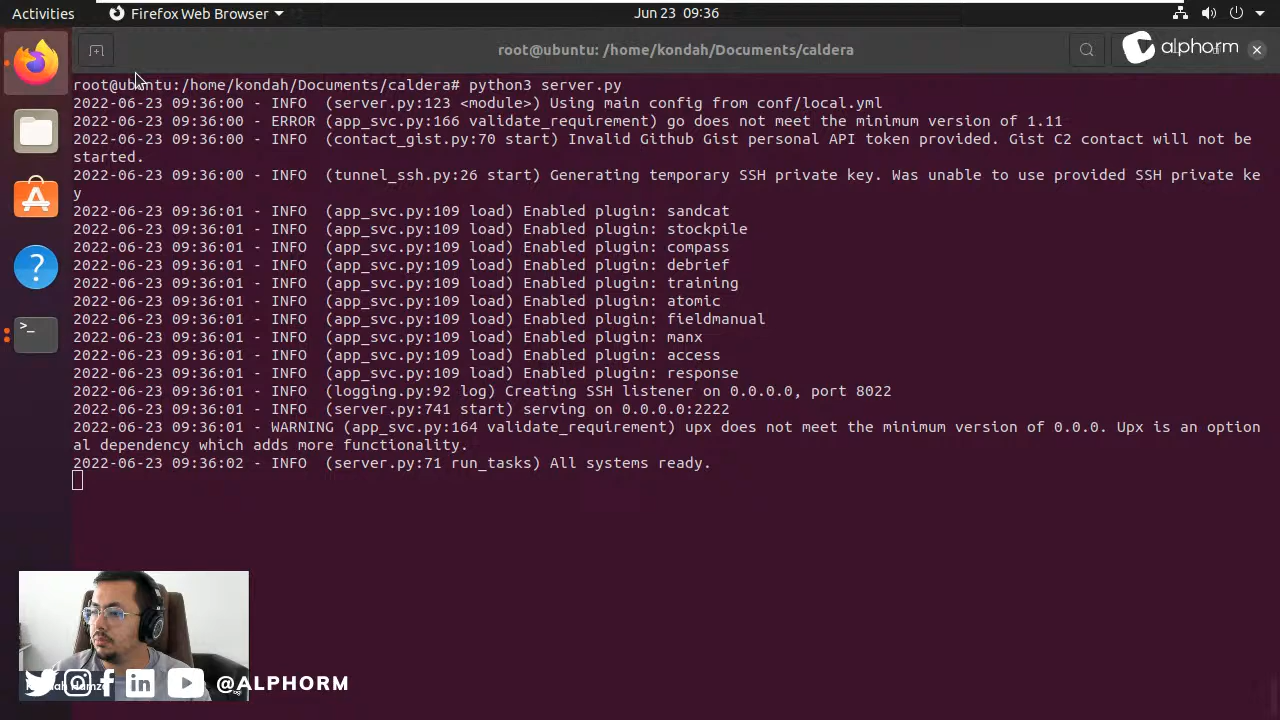 Activities
Firefox Web Browser
Jun 23 09:36
root@ubuntu: /home/kondah/Documents/caldera
alphorm
root@ubuntu:/home/kondah/Documents/caldera# python3 server.py
2022-06-23 09:36:00 - INFO  (server.py:123 <module>) Using main config from conf/local.yml
2022-06-23 09:36:00 - ERROR (app_svc.py:166 validate_requirement) go does not meet the minimum version of 1.11
2022-06-23 09:36:00 - INFO  (contact_gist.py:70 start) Invalid Github Gist personal API token provided. Gist C2 contact will not be
started.
2022-06-23 09:36:00 - INFO  (tunnel_ssh.py:26 start) Generating temporary SSH private key. Was unable to use provided SSH private ke
y
2022-06-23 09:36:01 - INFO  (app_svc.py:109 load) Enabled plugin: sandcat
2022-06-23 09:36:01 - INFO  (app_svc.py:109 load) Enabled plugin: stockpile
2022-06-23 09:36:01 - INFO  (app_svc.py:109 load) Enabled plugin: compass
2022-06-23 09:36:01 - INFO  (app_svc.py:109 load) Enabled plugin: debrief
2022-06-23 09:36:01 - INFO  (app_svc.py:109 load) Enabled plugin: training
2022-06-23 09:36:01 - INFO  (app_svc.py:109 load) Enabled plugin: atomic
2022-06-23 09:36:01 - INFO  (app_svc.py:109 load) Enabled plugin: fieldmanual
2022-06-23 09:36:01 - INFO  (app_svc.py:109 load) Enabled plugin: manx
2022-06-23 09:36:01 - INFO  (app_svc.py:109 load) Enabled plugin: access
2022-06-23 09:36:01 - INFO  (app_svc.py:109 load) Enabled plugin: response
2022-06-23 09:36:01 - INFO  (logging.py:92 log) Creating SSH listener on 0.0.0.0, port 8022
2022-06-23 09:36:01 - INFO  (server.py:741 start) serving on 0.0.0.0:2222
2022-06-23 09:36:01 - WARNING (app_svc.py:164 validate_requirement) upx does not meet the minimum version of 0.0.0. Upx is an option
al dependency which adds more functionality.
2022-06-23 09:36:02 - INFO  (server.py:71 run_tasks) All systems ready.
@ALPHORM